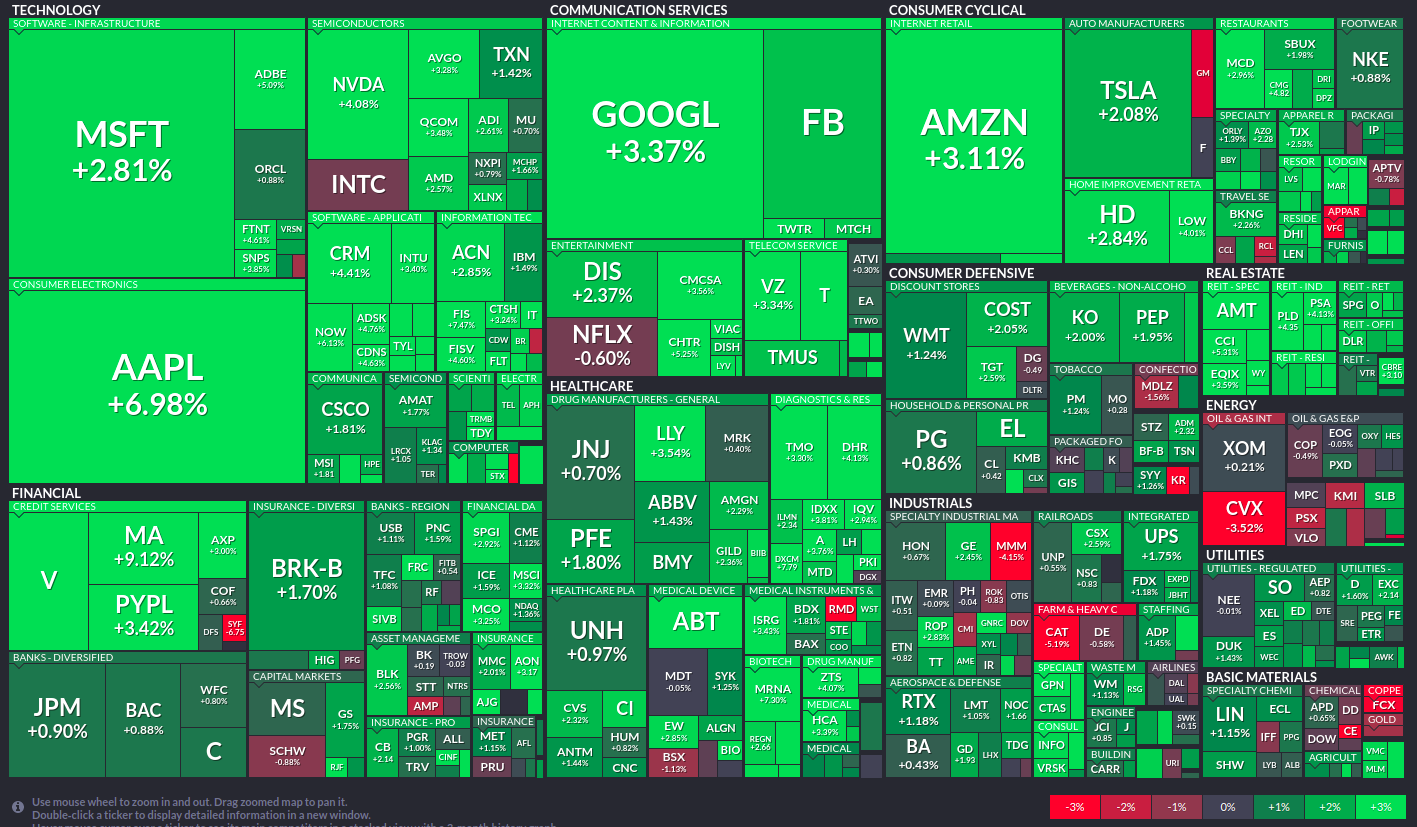 TECHNOLOGY
SOFTWARE - INFRASTRUCTURE
MSFT
+2.81%
ADBE
+5.09%
ORCL
+0.88%
FTNT
+4.61%
VRSN
SNPS
+3.85%
SEMICONDUCTORS
NVDA
+4.08%
AVGO
+3.28%
TXN
+1.42%
QCOM
+3.48%
ADI
+2.61%
MU
+0.70%
INTC
AMD
+2.57%
NXPI
+0.79%
MCHP
+1.66%
XLNX
SOFTWARE - APPLICATI
CRM
+4.41%
INTU
+3.40%
NOW
+6.13%
ADSK
+4.76%
CDNS
+4.63%
TYL
INFORMATION TEC
ACN
+2.85%
IBM
+1.49%
FIS
+7.47%
CTSH
+3.24%
IT
FISV
+4.60%
CDW
BR
FLT
CONSUMER ELECTRONICS
AAPL
+6.98%
COMMUNICA
CSCO
+1.81%
MSI
+1.81
HPE
SEMICOND
AMAT
+1.77%
LRCX
+1.05
KLAC
+1.34
TER
SCIENTI
TRMB
TDY
ELECTR
TEL
APH
COMPUTER
STX
COMMUNICATION SERVICES
INTERNET CONTENT & INFORMATION
GOOGL
+3.37%
FB
TWTR
MTCH
ENTERTAINMENT
DIS
+2.37%
CMCSA
+3.56%
NFLX
-0.60%
CHTR
+5.25%
VIAC
DISH
LYV
TELECOM SERVICE
VZ
+3.34%
T
TMUS
ATVI
+0.30%
EA
TTWO
CONSUMER CYCLICAL
INTERNET RETAIL
AMZN
+3.11%
AUTO MANUFACTURERS
TSLA
+2.08%
GM
F
HOME IMPROVEMENT RETA
HD
+2.84%
LOW
+4.01%
RESTAURANTS
MCD
+2.96%
SBUX
+1.98%
CMG
+4.82
DRI
DPZ
FOOTWEAR
NKE
+0.88%
SPECIALTY
ORLY
+1.39%
AZO
+2.28
BBY
APPAREL R
TJX
+2.53%
PACKAGI
IP
RESOR
LVS
LODGIN
MAR
APTV
-0.78%
TRAVEL SE
BKNG
+2.26%
CCL
RCL
RESIDE
DHI
LEN
APPAR
VFC
FURNIS
CONSUMER DEFENSIVE
DISCOUNT STORES
WMT
+1.24%
COST
+2.05%
TGT
+2.59%
DG
-0.49
DLTR
BEVERAGES - NON-ALCOHO
KO
+2.00%
PEP
+1.95%
TOBACCO
PM
+1.24%
MO
+0.28
CONFECTIO
MDLZ
-1.56%
HOUSEHOLD & PERSONAL PR
PG
+0.86%
EL
CL
+0.42
KMB
CLX
PACKAGED FO
KHC
K
GIS
STZ
ADM
+2.32
BF-B
TSN
SYY
+1.26%
KR
REAL ESTATE
REIT - SPEC
AMT
CCI
+5.31%
EQIX
+3.59%
WY
REIT - IND
PLD
+4.35
PSA
+4.13%
REIT - RESI
REIT - RET
SPG
O
REIT - OFFI
DLR
REIT -
VTR
CBRE
+3.10
ENERGY
OIL & GAS INT
XOM
+0.21%
CVX
-3.52%
OIL & GAS E&P
COP
-0.49%
EOG
-0.05%
OXY
HES
PXD
MPC
KMI
SLB
PSX
VLO
FINANCIAL
CREDIT SERVICES
V
MA
+9.12%
AXP
+3.00%
PYPL
+3.42%
COF
+0.66%
DFS
SYF
-6.75
BANKS - DIVERSIFIED
JPM
+0.90%
BAC
+0.88%
WFC
+0.80%
C
INSURANCE - DIVERSI
BRK-B
+1.70%
HIG
PFG
CAPITAL MARKETS
MS
GS
+1.75%
SCHW
-0.88%
RJF
BANKS - REGION
USB
+1.11%
PNC
+1.59%
TFC
+1.08%
FRC
FITB
+0.54
RF
SIVB
FINANCIAL DA
SPGI
+2.92%
CME
+1.12%
ICE
+1.59%
MSCI
+3.32%
MCO
+3.25%
NDAQ
+1.36%
ASSET MANAGEME
BLK
+2.56%
BK
+0.19
TROW
-0.03
STT
NTRS
AMP
INSURANCE
MMC
+2.01%
AON
+3.17
AJG
INSURANCE - PRO
CB
+2.14
PGR
+1.00%
ALL
TRV
CINF
INSURANCE
MET
+1.15%
AFL
PRU
HEALTHCARE
DRUG MANUFACTURERS - GENERAL
JNJ
+0.70%
LLY
+3.54%
MRK
+0.40%
PFE
+1.80%
ABBV
+1.43%
AMGN
+2.29%
BMY
GILD
+2.36%
BIIB
DIAGNOSTICS & RES
TMO
+3.30%
DHR
+4.13%
ILMN
+2.34
IDXX
+3.81%
IQV
+2.94%
A
+3.76%
LH
DXCM
+7.79
MTD
PKI
DGX
HEALTHCARE PLA
UNH
+0.97%
CVS
+2.32%
CI
ANTM
+1.44%
HUM
+0.82%
CNC
MEDICAL DEVICE
ABT
MDT
-0.05%
SYK
+1.25%
EW
+2.85%
ALGN
BSX
-1.13%
BIO
MEDICAL INSTRUMENTS &
ISRG
+3.43%
BDX
+1.81%
RMD
WST
STE
BAX
COO
BIOTECH
MRNA
+7.30%
REGN
+2.66
DRUG MANUF
ZTS
+4.07%
MEDICAL
HCA
+3.39%
MEDICAL
INDUSTRIALS
SPECIALTY INDUSTRIAL MA
HON
+0.67%
GE
+2.45%
MMM
-4.15%
ITW
+0.51
EMR
+0.09%
PH
-0.04
ROK
-0.83
OTIS
ROP
+2.83%
CMI
GNRC
DOV
ETN
+0.82
TT
AME
XYL
IR
RAILROADS
UNP
+0.55%
CSX
+2.59%
NSC
+0.83
INTEGRATED
UPS
+1.75%
FDX
+1.18%
EXPD
JBHT
FARM & HEAVY C
CAT
-5.19%
DE
-0.58%
STAFFING
ADP
+1.45%
AEROSPACE & DEFENSE
RTX
+1.18%
LMT
+1.05%
NOC
+1.66
BA
+0.43%
GD
+1.93
LHX
TDG
SPECIALT
GPN
CTAS
WASTE M
WM
+1.13%
RSG
AIRLINES
DAL
UAL
CONSUL
INFO
VRSK
ENGINEE
JCI
+0.85
J
SWK
+0.15
BUILDIN
CARR
URI
UTILITIES
UTILITIES - REGULATED
NEE
-0.01%
SO
AEP
+0.82
XEL
ED
DTE
DUK
+1.43%
ES
WEC
UTILITIES -
D
+1.60%
EXC
+2.14
SRE
PEG
FE
ETR
AWK
BASIC MATERIALS
SPECIALTY CHEMI
LIN
+1.15%
ECL
IFF
PPG
SHW
LYB
ALB
CHEMICAL
APD
+0.65%
DD
DOW
CE
COPPE
FCX
GOLD
AGRICULT
VMC
MLM
Use mouse wheel to zoom in and out. Drag zoomed map to pan it.
Double-click a ticker to display detailed information in a new window.
-3%
-2%
-1%
0%
+1%
+2%
+3%